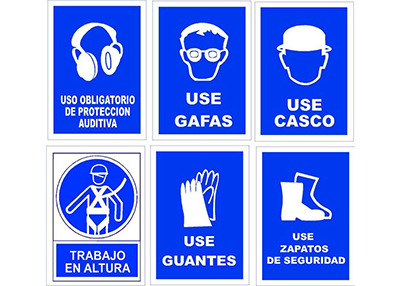 USO OBLIGATORIO
DE PROTECCION
AUDITIVA
USE
GAFAS
USE
CASCO
TRABAJO
EN ALTURA
USE
GUANTES
USE
ZAPATOS
DE SEGURIDAD